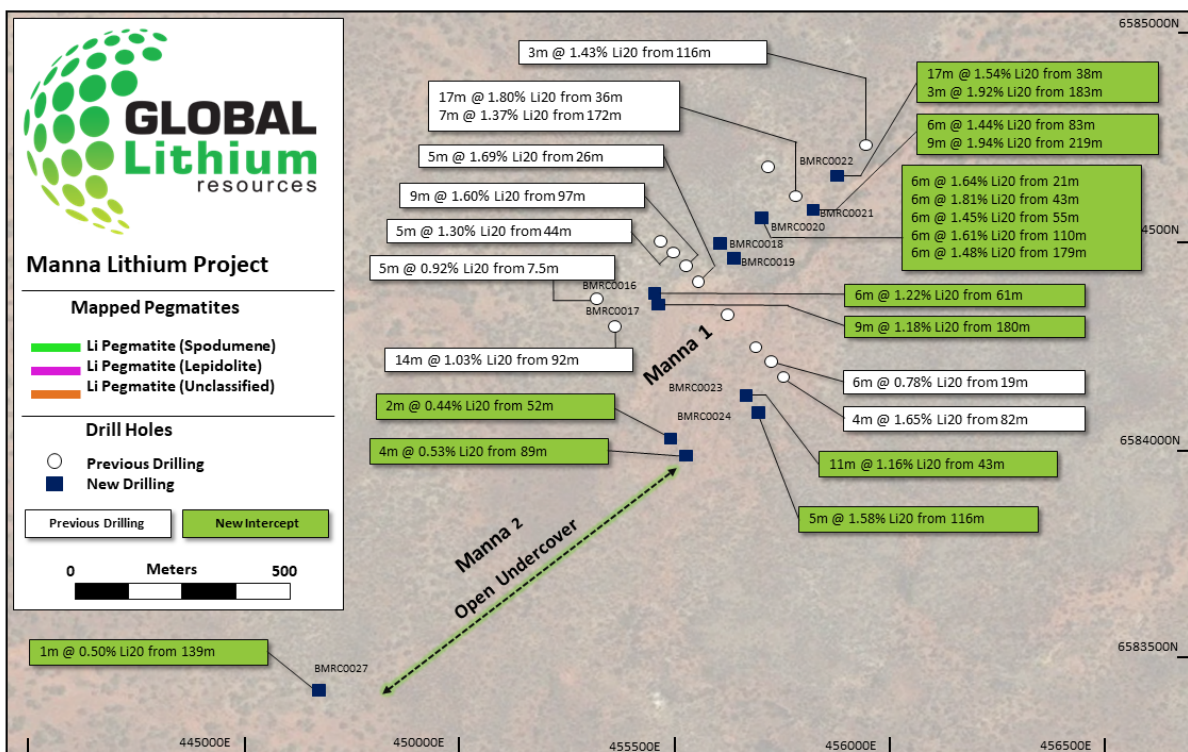 GLOBAL
Lithium
resources
Manna Lithium Project
Mapped Pegmatites
Li Pegmatite (Spodumene)
Li Pegmatite (Lepidolite)
Li Pegmatite (Unclassified)
Drill Holes
Previous Drilling
New Drilling
Previous Drilling
New Intercept
0 Meters 500
3m @ 1.43% Li20 from 116m
17m @ 1.80% Li20 from 36m
7m @ 1.37% Li20 from 172m
5m @ 1.69% Li20 from 26m
9m @ 1.60% Li20 from 97m
5m @ 1.30% Li20 from 44m
5m @ 0.92% Li20 from 7.5m
14m @ 1.03% Li20 from 92m
2m @ 0.44% Li20 from 52m
4m @ 0.53% Li20 from 89m
1m @ 0.50% Li20 from 139m
17m @ 1.54% Li20 from 38m
3m @ 1.92% Li20 from 183m
6m @ 1.44% Li20 from 83m
9m @ 1.94% Li20 from 219m
6m @ 1.64% Li20 from 21m
6m @ 1.81% Li20 from 43m
6m @ 1.45% Li20 from 55m
6m @ 1.61% Li20 from 110m
6m @ 1.48% Li20 from 179m
6m @ 1.22% Li20 from 61m
9m @ 1.18% Li20 from 180m
6m @ 0.78% Li20 from 19m
4m @ 1.65% Li20 from 82m
11m @ 1.16% Li20 from 43m
5m @ 1.58% Li20 from 116m
BMRC0022
BMRC0021
BMRC0020
BMRC0018
BMRC0019
BMRC0016
BMRC0017
BMRC0023
BMRC0024
BMRC0027
Manna 1
Manna 2
Open Undercover
6585000N
4500N
6584000N
6583500N
445000E
450000E
455500E
456000E
456500E